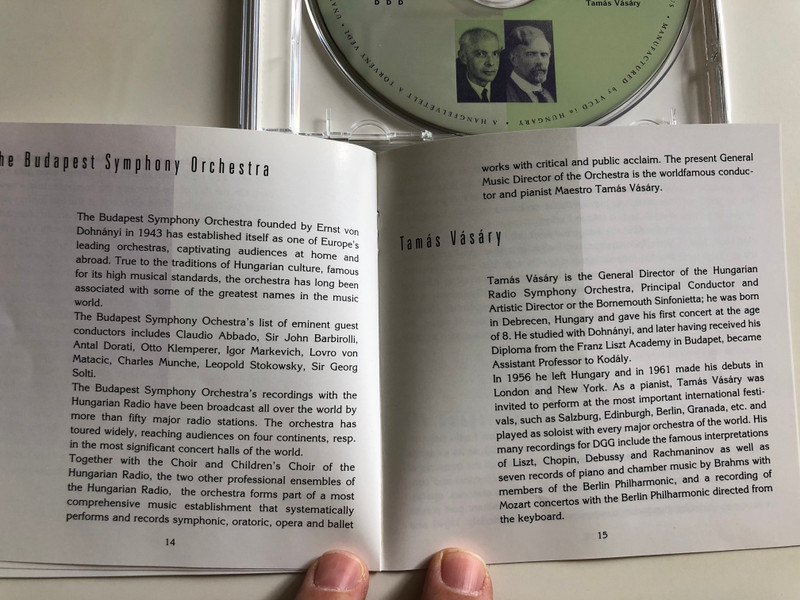 D D D
Tamás Vásáry
MANUFACTURED by VTCD in HUNGARY • A HANGFELVÉTELT A TÖRVÉNY VÉDI •
he Budapest Symphony Orchestra
The Budapest Symphony Orchestra founded by Ernst von
Dohnányi in 1943 has established itself as one of Europe's
leading orchestras, captivating audiences at home and
abroad. True to the traditions of Hungarian culture, famous
for its high musical standards, the orchestra has long been
associated with some of the greatest names in the music
world.
The Budapest Symphony Ochestra's list of eminent guest
conductors includes Claudio Abbado, Sir John Barbirolli,
Antal Dorati, Otto Klemperer, Igor Markevich, Lovro von
Matacic, Charles Munche, Leopold Stokowsky, Sir Georg
Solti.
The Budapest Symphony Orchestra's recordings with the
Hungarian Radio have been broadcast all over the world by
more than fifty major radio stations. The orchestra has
toured widely, reaching audiences on four continents, resp.
in the most significant concert halls of the world.
Together with the Choir and Children's Choir of the
Hungarian Radio, the two other professional ensembles of
the Hungarian Radio, the orchestra forms part of a most
comprehensive music establishment that systematically
performs and records symphonic, oratoric, opera and ballet
14
works with critical and public acclaim. The present General
Music Director of the Orchestra is the worldfamous conduc-
tor and pianist Maestro Tamás Vásáry.
Tamás Vásáry
Tamás Vásáry is the General Director of the Hungarian
Radio Symphony Orchestra, Principal Conductor and
Artistic Director or the Bornemouth Sinfonietta; he was born
in Debrecen, Hungary and gave his first concert at the age
of 8. He studied with Dohnányi, and later having received his
Diploma from the Franz Liszt Academy in Budapet, became
Assistant Professor to Kodály.
In 1956 he left Hungary and in 1961 made his debuts in
London and New York. As a pianist, Tamás Vásáry was
invited to perform at the most important international festi-
vals, such as Salzburg, Edinburgh, Berlin, Granada, etc. and
played as soloist with every major orchestra of the world. His
many recordings for DGG include the famous interpretations
of Liszt, Chopin, Debussy and Rachmaninov as well as
seven records of piano and chamber music by Brahms with
members of the Berlin Philharmonic, and a recording of
Mozart concertos with the Berlin Philharmonic directed from
the keyboard.
15